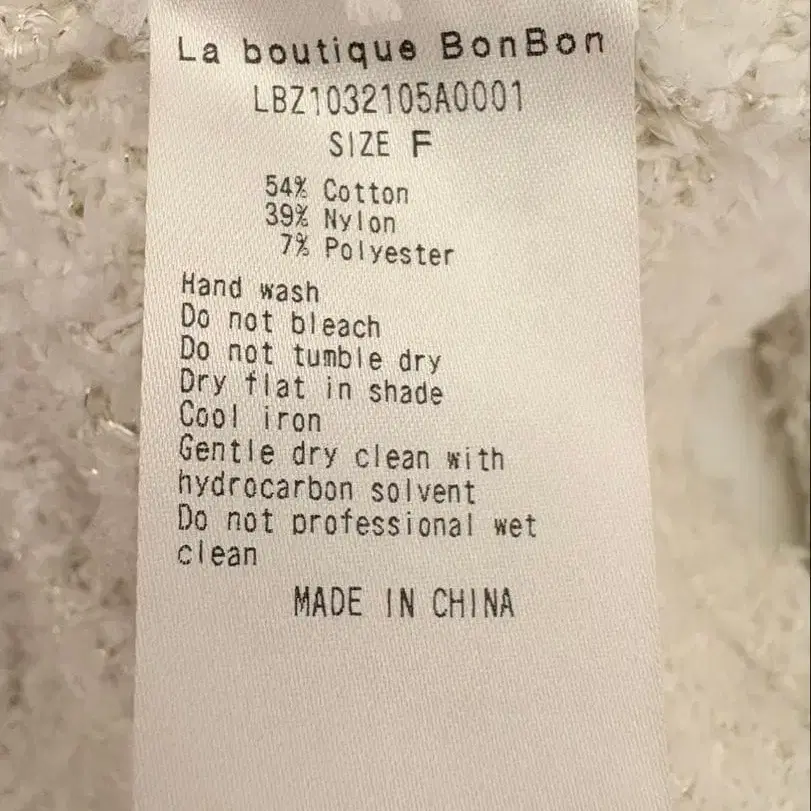 La boutique BonBon
LBZ1032105A0001
SIZE F
54% Cotton
39% Nylon
7% Polyester
Hand wash
Do not bleach
Do not tumble dry
Dry flat in shade
Cool iron
Gentle dry clean with
hydrocarbon solvent
Do not professional wet
clean
MADE IN CHINA